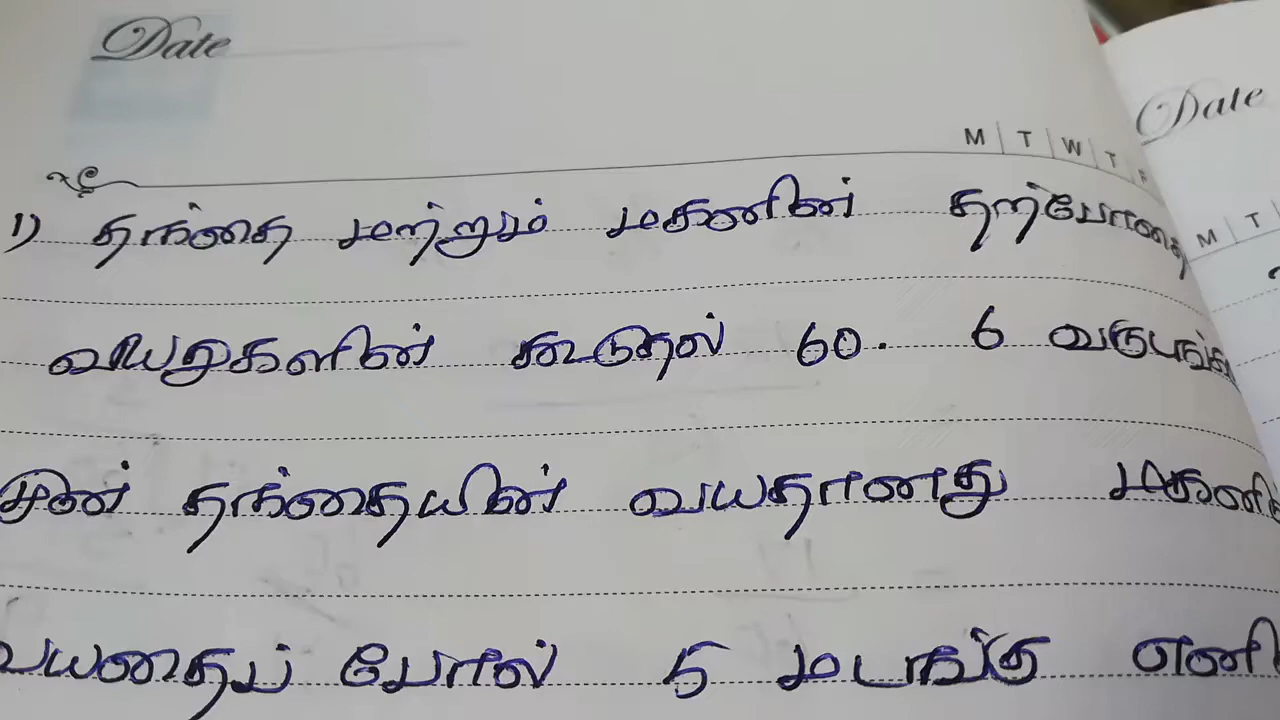 Date
M T W T F
Date
M T
1) தந்தை மற்றும் மகனின் தற்போதை
வயதுகளின் கூடுதல் 60. 6 வருடங்க
முன் தந்தையின் வயதானது மகனி
வயதைப் போல் 5 மடங்கு எனி